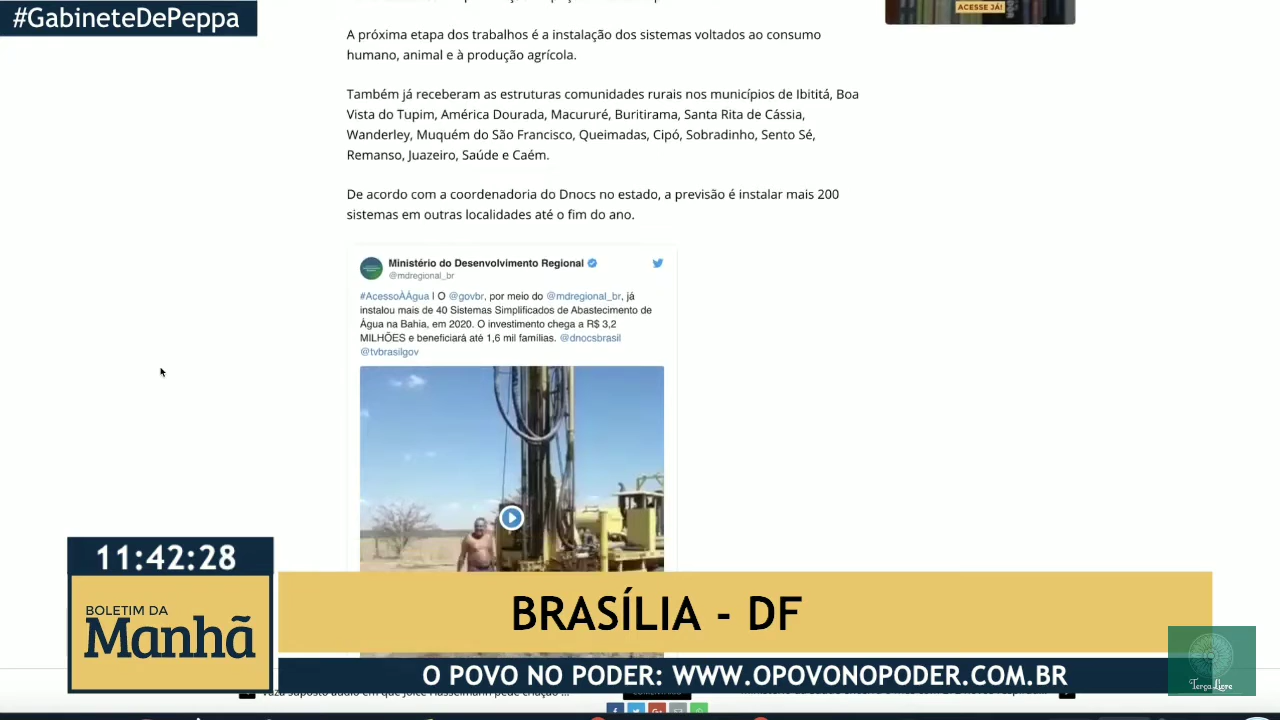 #GabineteDePeppa
ACESSE JÁ!
A próxima etapa dos trabalhos é a instalação dos sistemas voltados ao consumo
humano, animal e à produção agrícola.
Também já receberam as estruturas comunidades rurais nos municípios de Ibititá, Boa
Vista do Tupim, América Dourada, Macururé, Buritirama, Santa Rita de Cássia,
Wanderley, Muquém do São Francisco, Queimadas, Cipó, Sobradinho, Sento Sé,
Remanso, Juazeiro, Saúde e Caém.
De acordo com a coordenadoria do Dnocs no estado, a previsão é instalar mais 200
sistemas em outras localidades até o fim do ano.
Ministério do Desenvolvimento Regional
@mdregional_br
#AcessoÀÁgua | O @govbr, por meio do @mdregional_br, já
instalou mais de 40 Sistemas Simplificados de Abastecimento de
Água na Bahia, em 2020. O investimento chega a R$ 3,2
MILHÕES e beneficiará até 1,6 mil famílias. @dnocsbrasil
@tvbrasilgov
11:42:28
BOLETIM DA
Manhã
BRASÍLIA - DF
O POVO NO PODER: WWW.OPOVONOPODER.COM.BR
Terça Livre